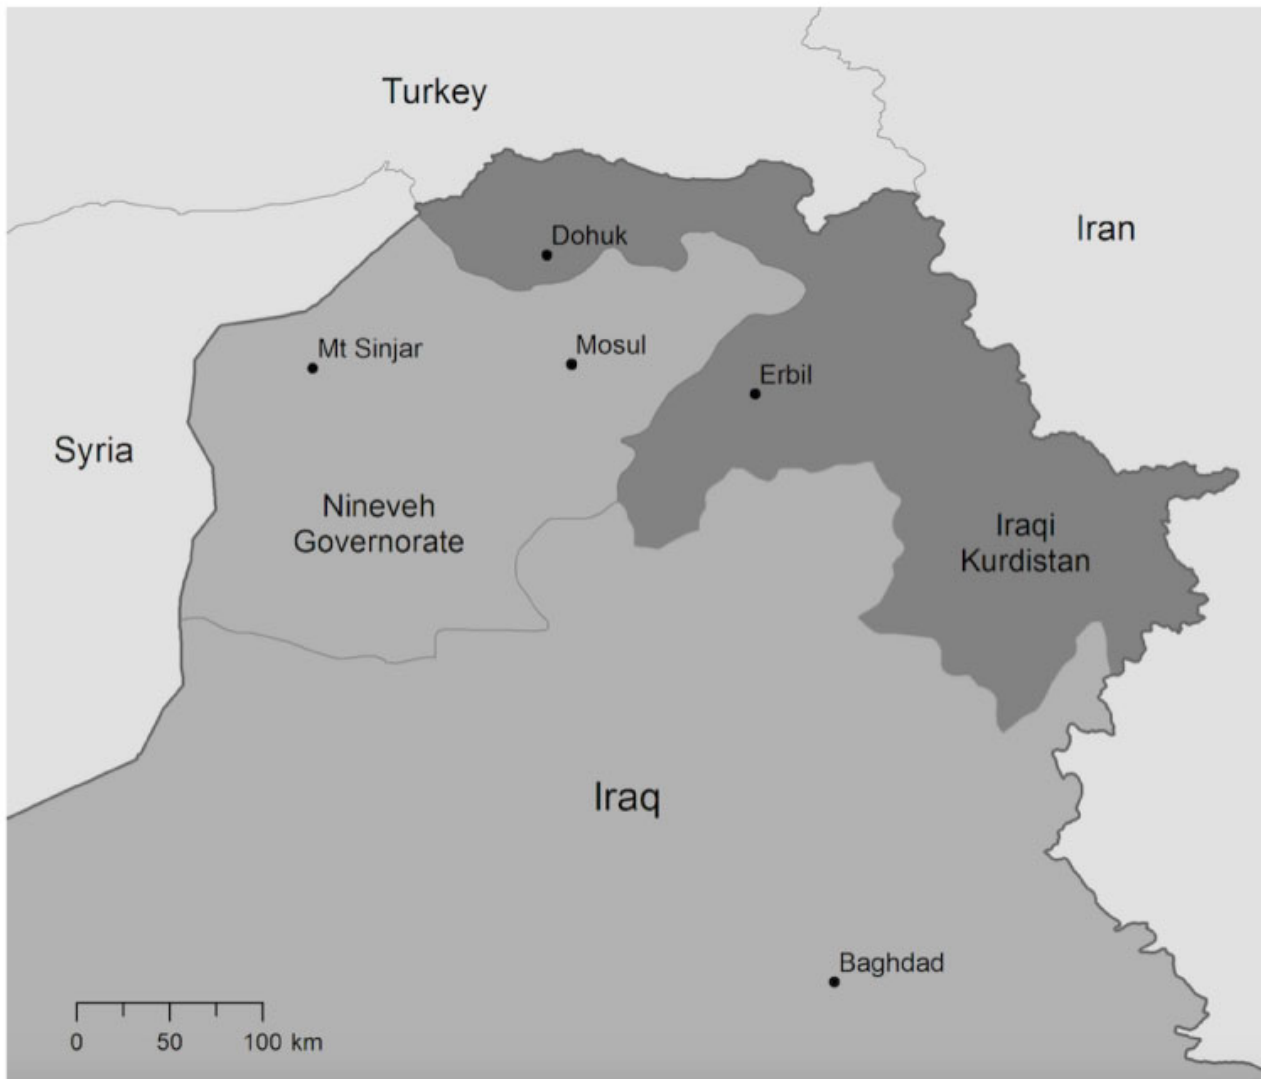 Turkey
Iran
Dohuk
Mt Sinjar
Mosul
Erbil
Syria
Nineveh
Governorate
Iraqi
Kurdistan
Iraq
Baghdad
0 50 100 km